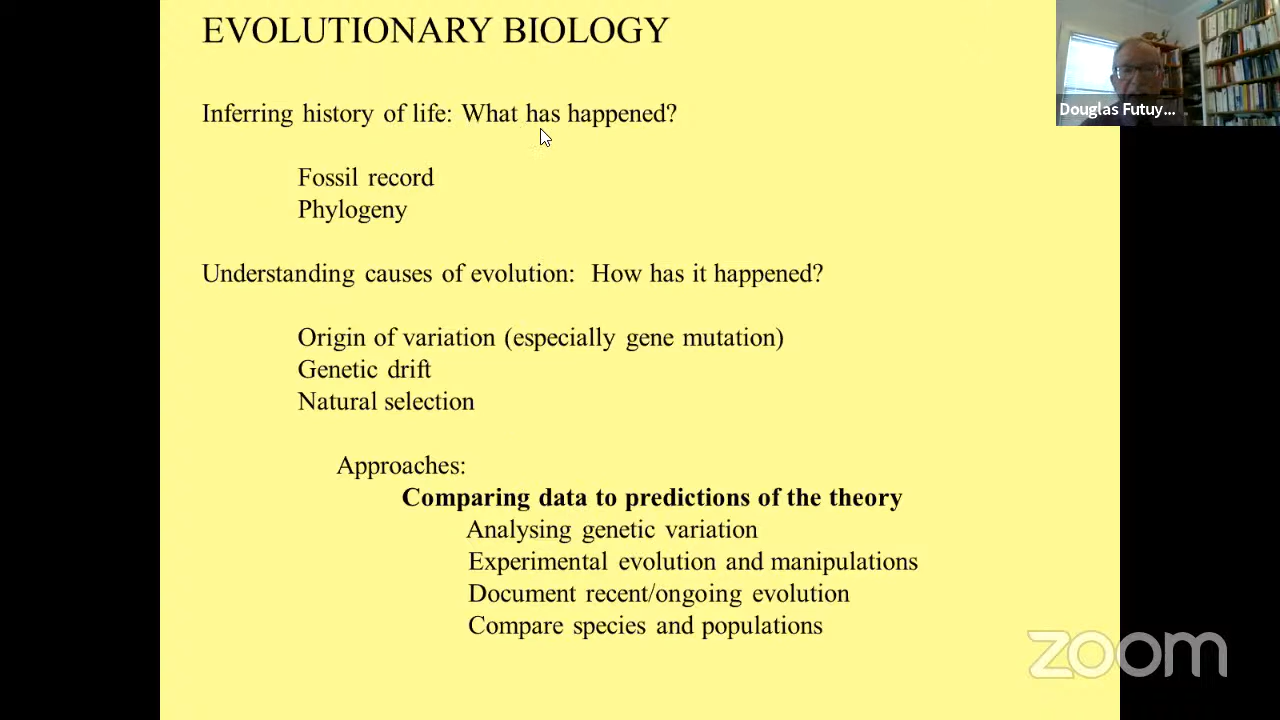 EVOLUTIONARY BIOLOGY
Inferring history of life: What has happened?
Fossil record
Phylogeny
Understanding causes of evolution: How has it happened?
Origin of variation (especially gene mutation)
Genetic drift
Natural selection
Approaches:
Comparing data to predictions of the theory
Analysing genetic variation
Experimental evolution and manipulations
Document recent/ongoing evolution
Compare species and populations
Douglas Futuy...
zoom